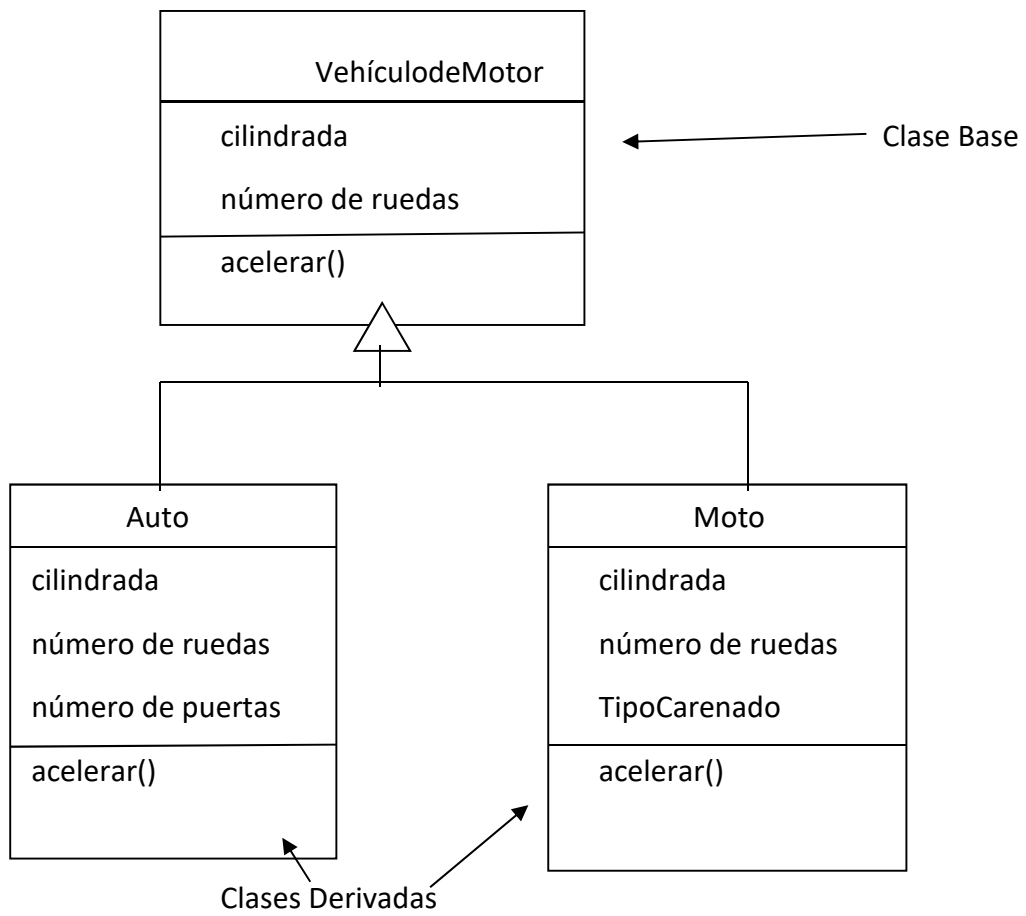 VehículodeMotor
cilindrada
número de ruedas
acelerar()
Clase Base
Auto
cilindrada
número de ruedas
número de puertas
acelerar()
Moto
cilindrada
número de ruedas
TipoCarenado
acelerar()
Clases Derivadas